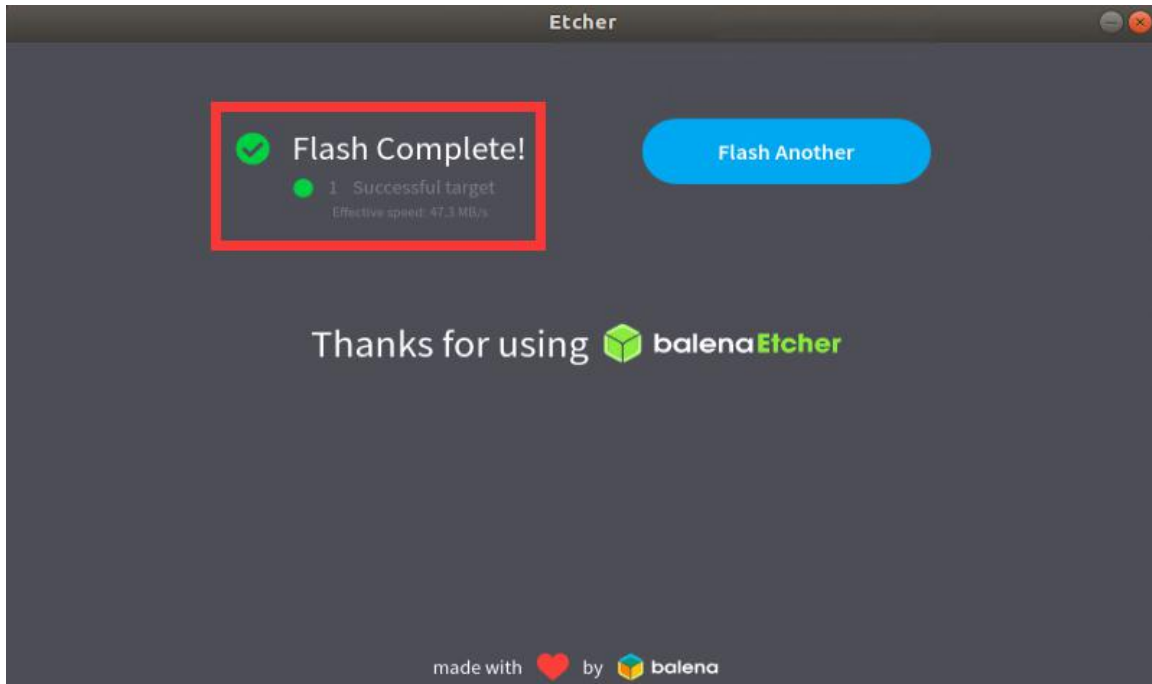 Etcher
Flash Complete!
1 Successful target
Effective speed: 47.3 MB/s
Flash Another
Thanks for using balenaEtcher
made with by balena